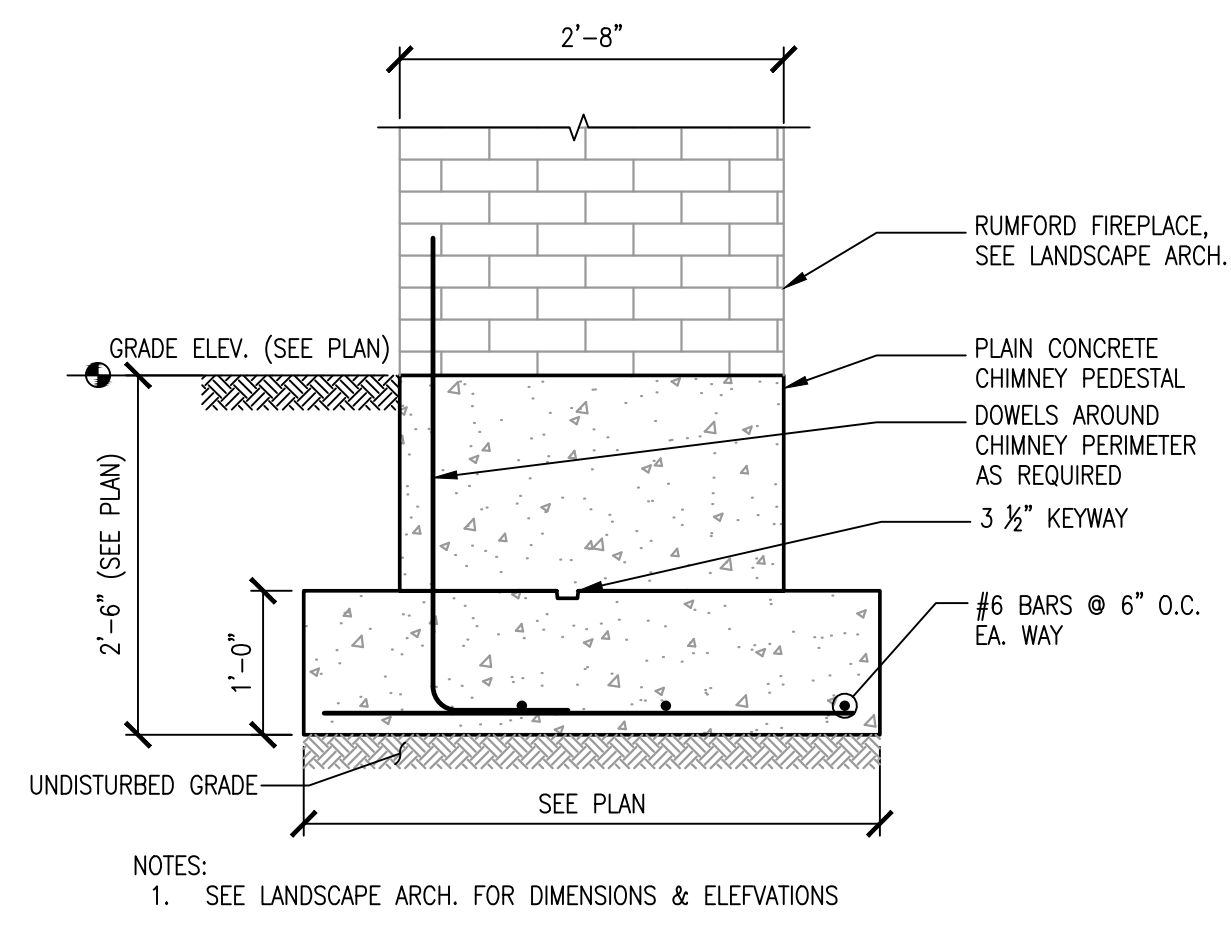 2'-8"
RUMFORD FIREPLACE,
SEE LANDSCAPE ARCH.
GRADE ELEV. (SEE PLAN)
PLAIN CONCRETE
CHIMNEY PEDESTAL
DOWELS AROUND
CHIMNEY PERIMETER
AS REQUIRED
3 ½" KEYWAY
2'-6" (SEE PLAN)
1'-0"
#6 BARS @ 6" O.C.
EA. WAY
UNDISTURBED GRADE
SEE PLAN
NOTES:
1. SEE LANDSCAPE ARCH. FOR DIMENSIONS & ELEFVATIONS